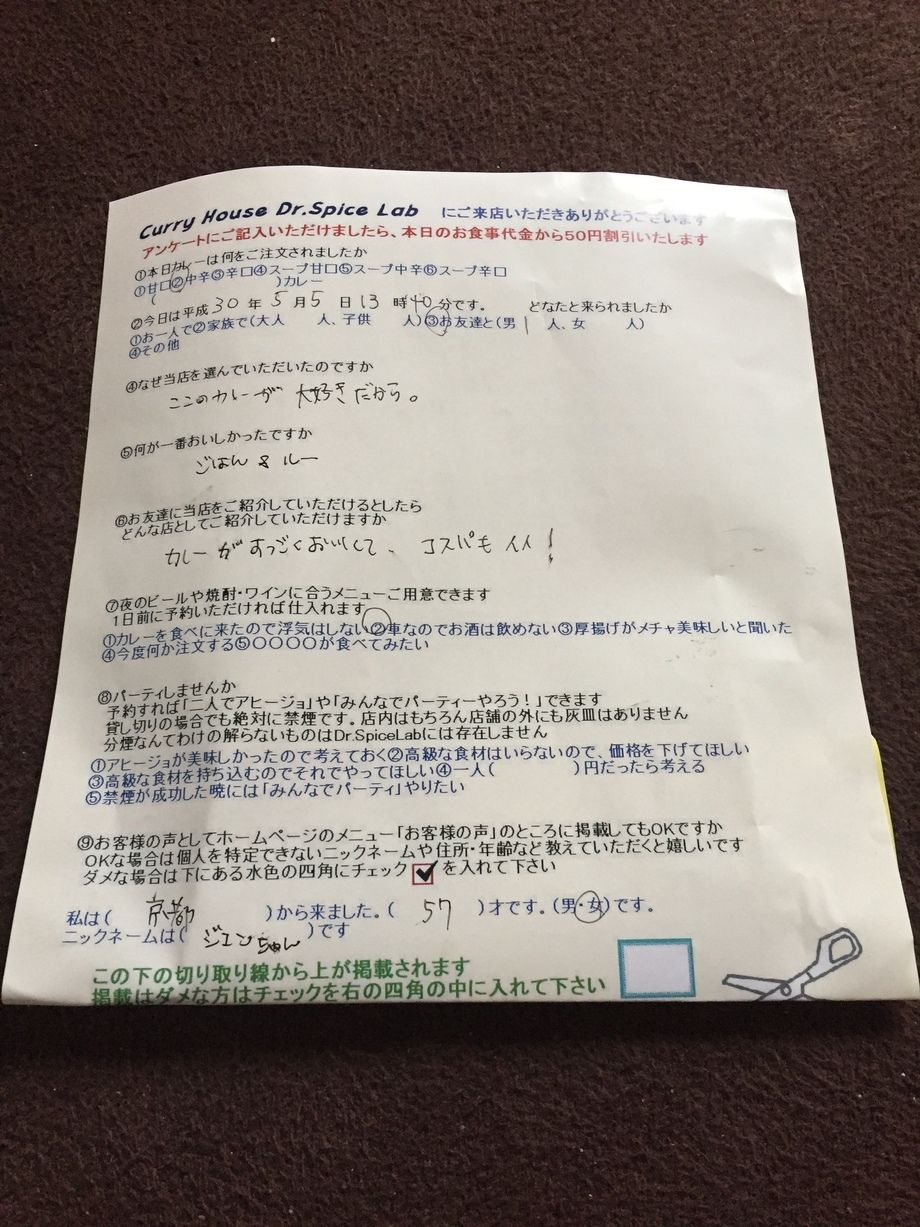 Curry House Dr.Spice Lab にご来店いただきありがとうございます
アンケートにご記入いただけましたら、本日のお食事代金から50円割引いたします
①本日カレーは何をご注文されましたか
①甘口②中辛③辛口④スープ甘口⑤スープ中辛⑥スープ辛口
( )カレー
②今日は平成30年5月5日13時40分です。 どなたと来られましたか
①お一人で②家族で(大人 人、子供 人)③お友達と(男1人、女 人)
④その他
④なぜ当店を選んでいただいたのですか
ここのカレーが大好きだから。
⑤何が一番おいしかったですか
ごはん&ルー
⑥お友達に当店をご紹介していただけるとしたら
どんな店としてご紹介していただけますか
カレーがすっごくおいしくて、コスパもイイ!
⑦夜のビールや焼酎・ワインに合うメニューご用意できます
1日前に予約いただければ仕入れます
①カレーを食べに来たので浮気はしない②車なのでお酒は飲めない③厚揚げがメチャ美味しいと聞いた
④今度何か注文する⑤〇〇〇〇が食べてみたい
⑧パーティしませんか
予約すれば「二人でアヒージョ」や「みんなでパーティーやろう!」できます
貸し切りの場合でも絶対に禁煙です。店内はもちろん店舗の外にも灰皿はありません
分煙なんてわけの解らないものはDr.SpiceLabには存在しません
①アヒージョが美味しかったので考えておく②高級な食材はいらないので、価格を下げてほしい
③高級な食材を持ち込むのでそれでやってほしい④一人( )円だったら考える
⑤禁煙が成功した暁には「みんなでパーティ」やりたい
⑨お客様の声としてホームページのメニュー「お客様の声」のところに掲載してもOKですか
OKな場合は個人を特定できないニックネームや住所・年齢など教えていただくと嬉しいです
ダメな場合は下にある水色の四角にチェック✔を入れて下さい
私は(京都)から来ました。(57)才です。(男・女)です。
ニックネームは(ジュンちゃん)です
この下の切り取り線から上が掲載されます
掲載はダメな方はチェックを右の四角の中に入れて下さい